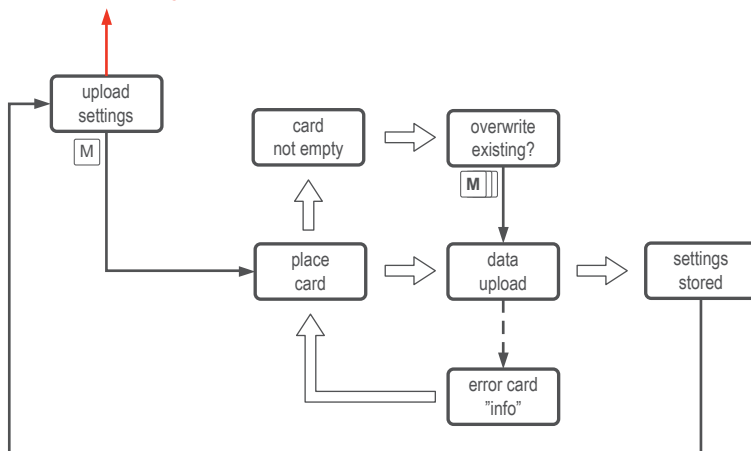 upload
settings
M
card
not empty
overwrite
existing?
M
place
card
data
upload
settings
stored
error card
"info"